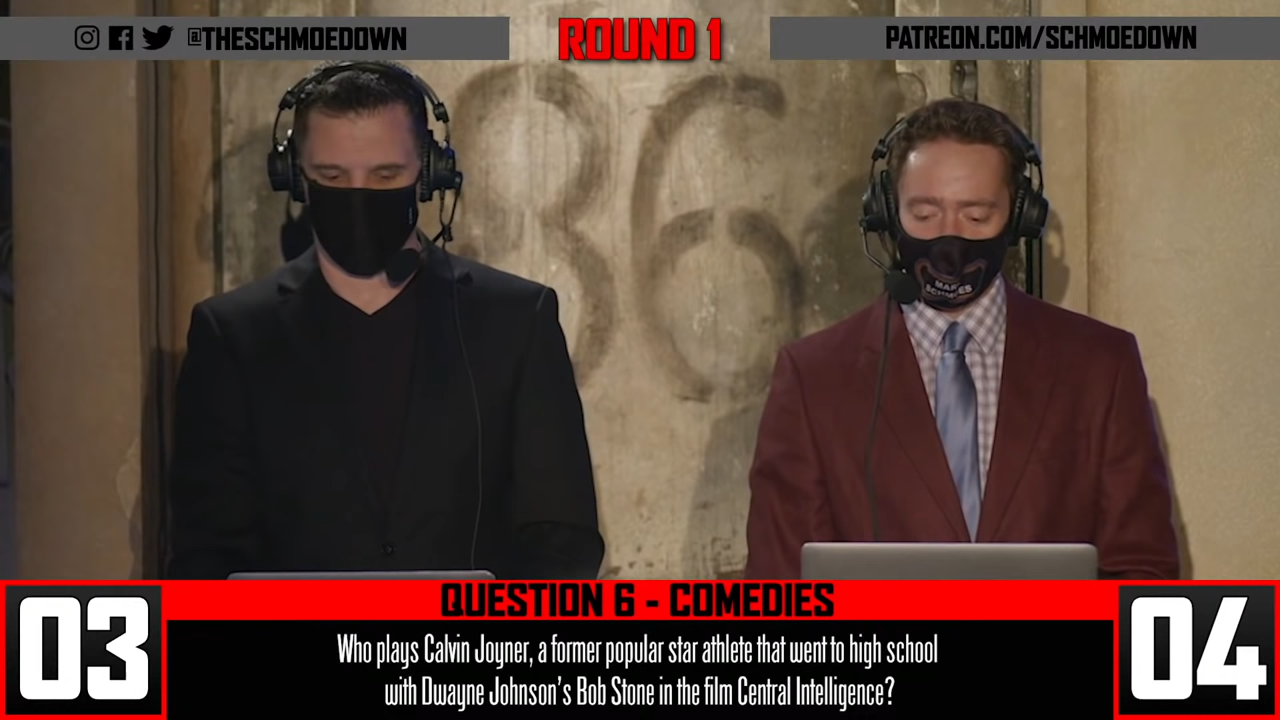 @THESCHMOEDOWN
ROUND 1
PATREON.COM/SCHMOEDOWN
36
QUESTION 6 - COMEDIES
03
Who plays Calvin Joyner, a former popular star athlete that went to high school
with Dwayne Johnson's Bob Stone in the film Central Intelligence?
04